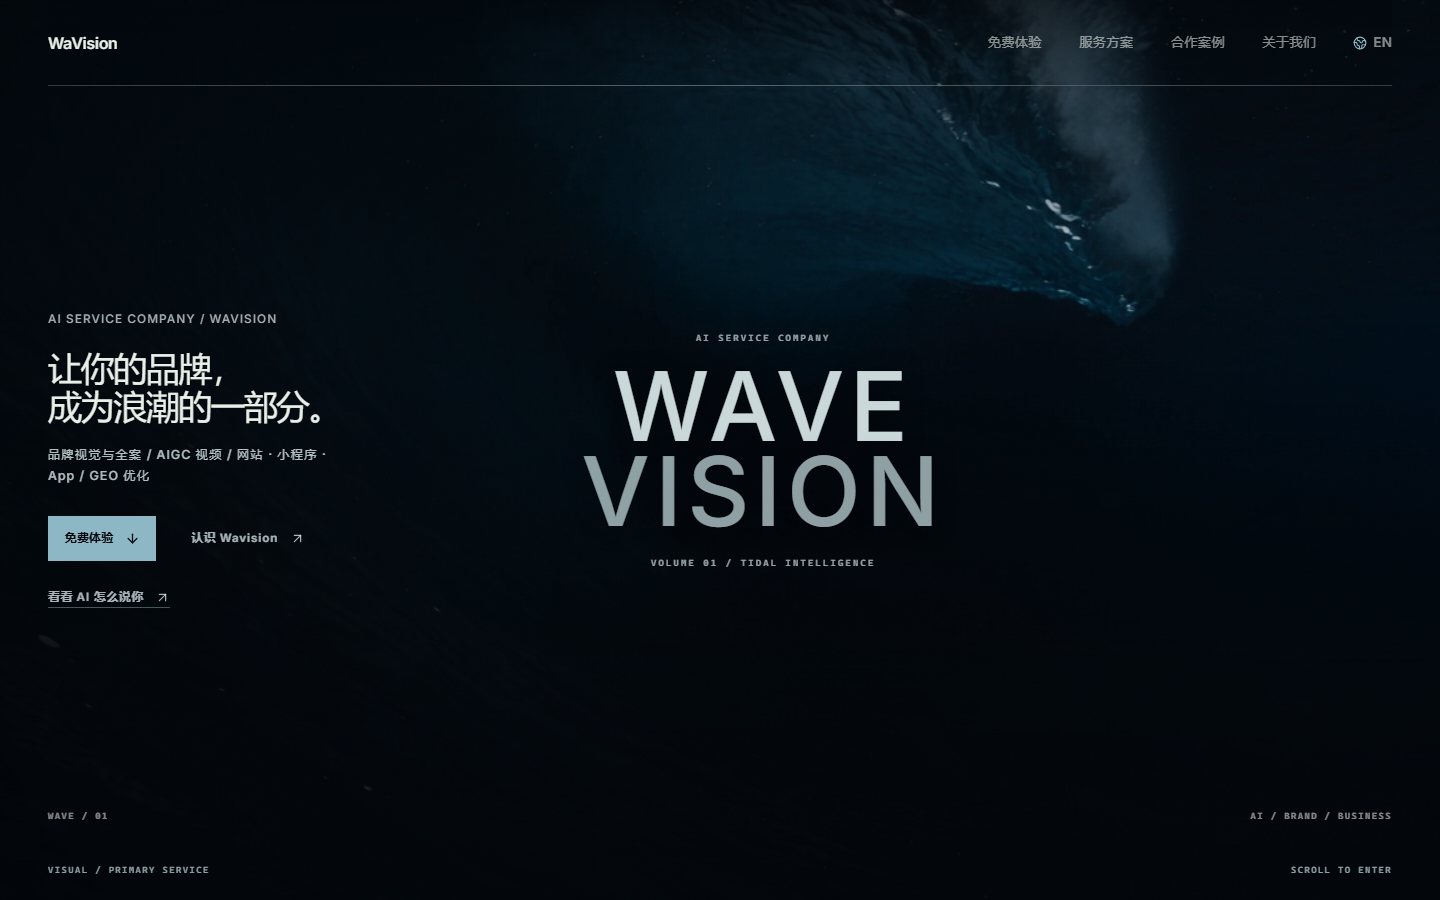 WaVision
免费体验
服务方案
合作案例
关于我们
EN
AI SERVICE COMPANY / WAVISION
让你的品牌，
成为浪潮的一部分。
品牌视觉与全案 / AIGC 视频 / 网站 · 小程序 ·
App / GEO 优化
免费体验
认识 Wavision
看看 AI 怎么说你
AI SERVICE COMPANY
WAVE
VISION
VOLUME 01 / TIDAL INTELLIGENCE
WAVE / 01
AI / BRAND / BUSINESS
VISUAL / PRIMARY SERVICE
SCROLL TO ENTER